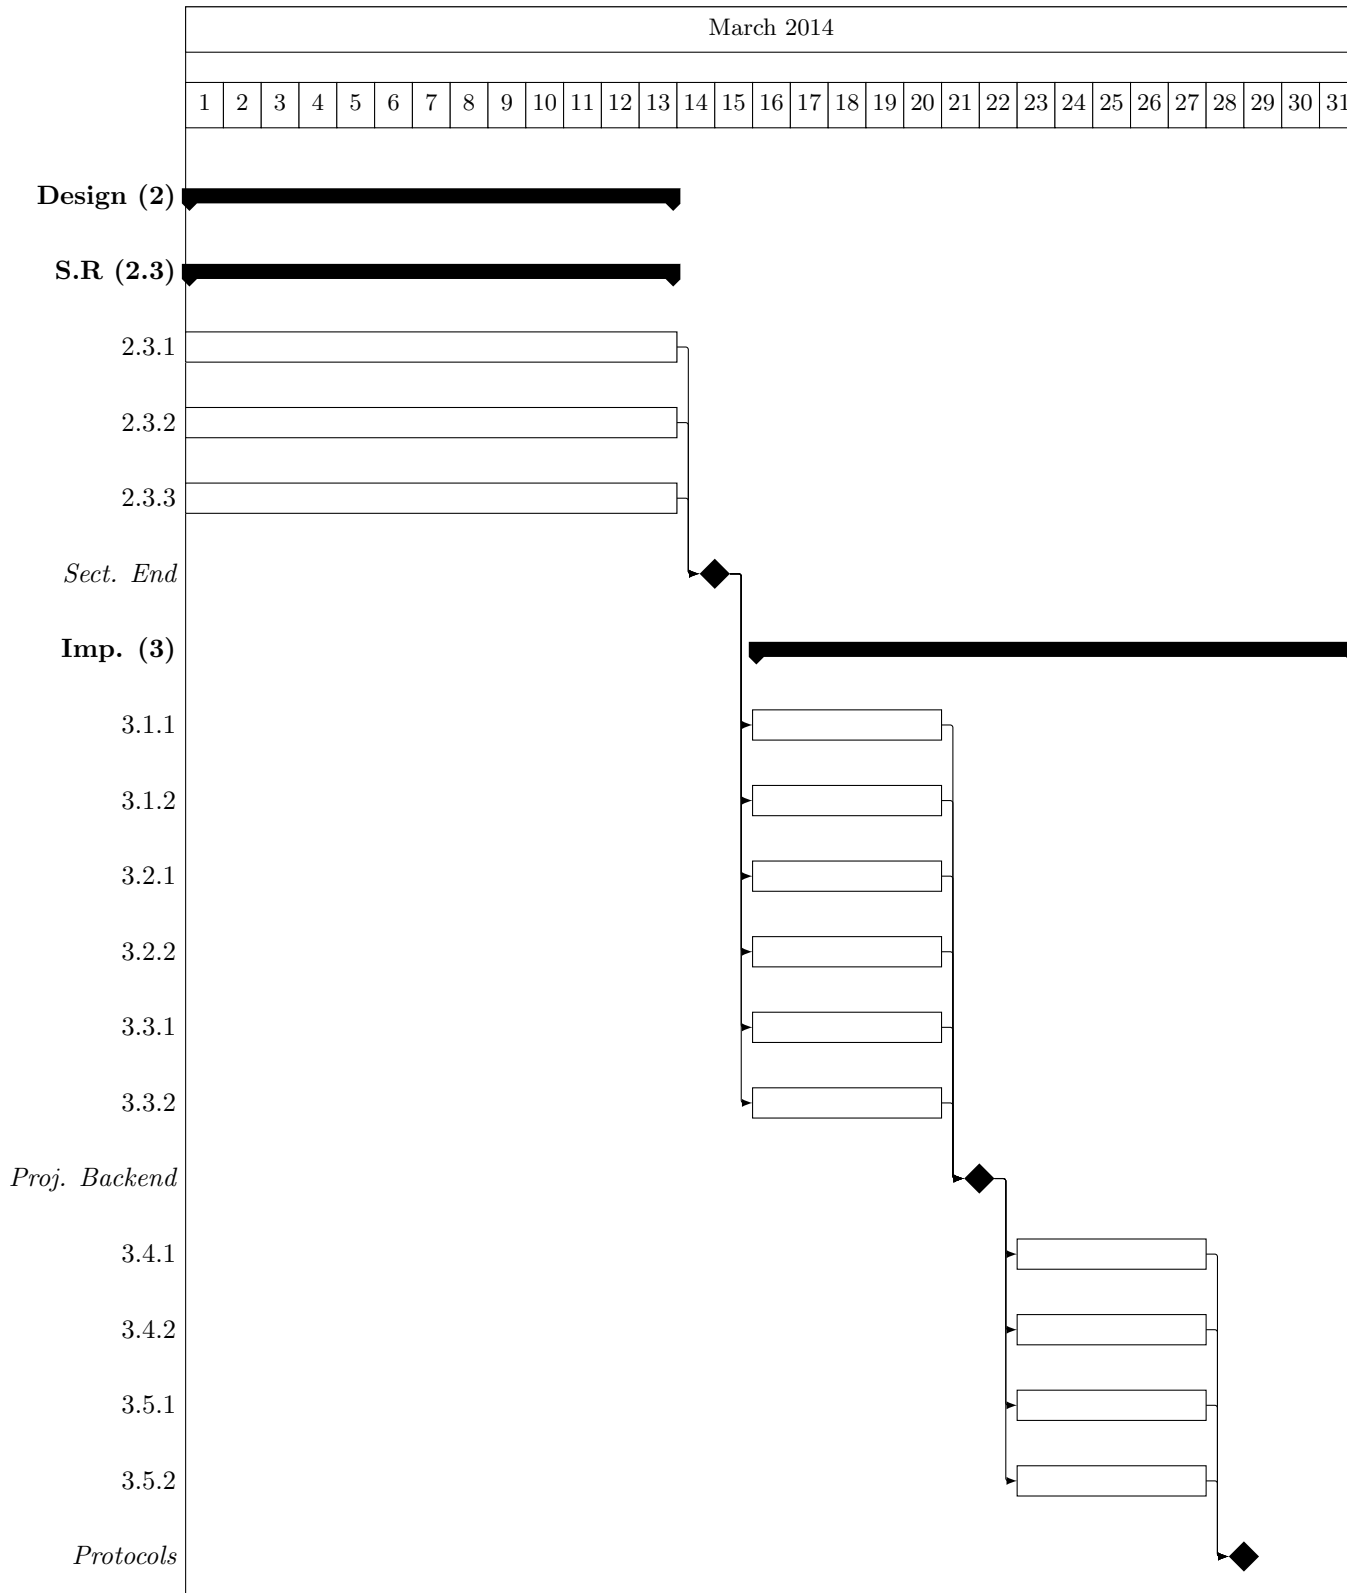 March 2014
1 2 3 4 5 6 7 8 9 10 11 12 13 14 15 16 17 18 19 20 21 22 23 24 25 26 27 28 29 30 31
Design (2)
S.R (2.3)
2.3.1
2.3.2
2.3.3
Sect. End
Imp. (3)
3.1.1
3.1.2
3.2.1
3.2.2
3.3.1
3.3.2
Proj. Backend
3.4.1
3.4.2
3.5.1
3.5.2
Protocols